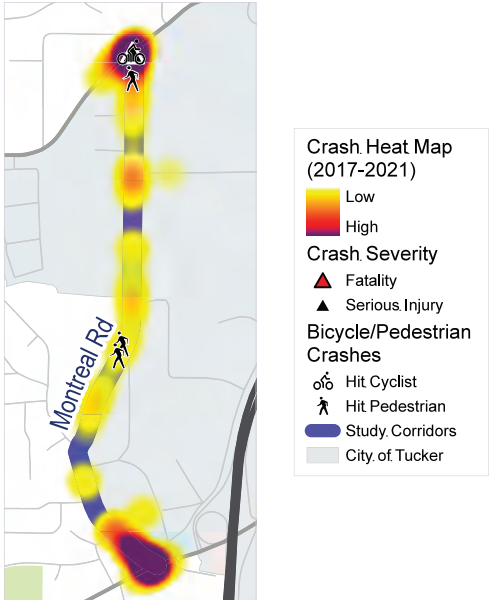 Montreal Rd
Crash Heat Map
(2017-2021)
Low
High
Crash Severity
Fatality
Serious Injury
Bicycle/Pedestrian
Crashes
Hit Cyclist
Hit Pedestrian
Study Corridors
City of Tucker